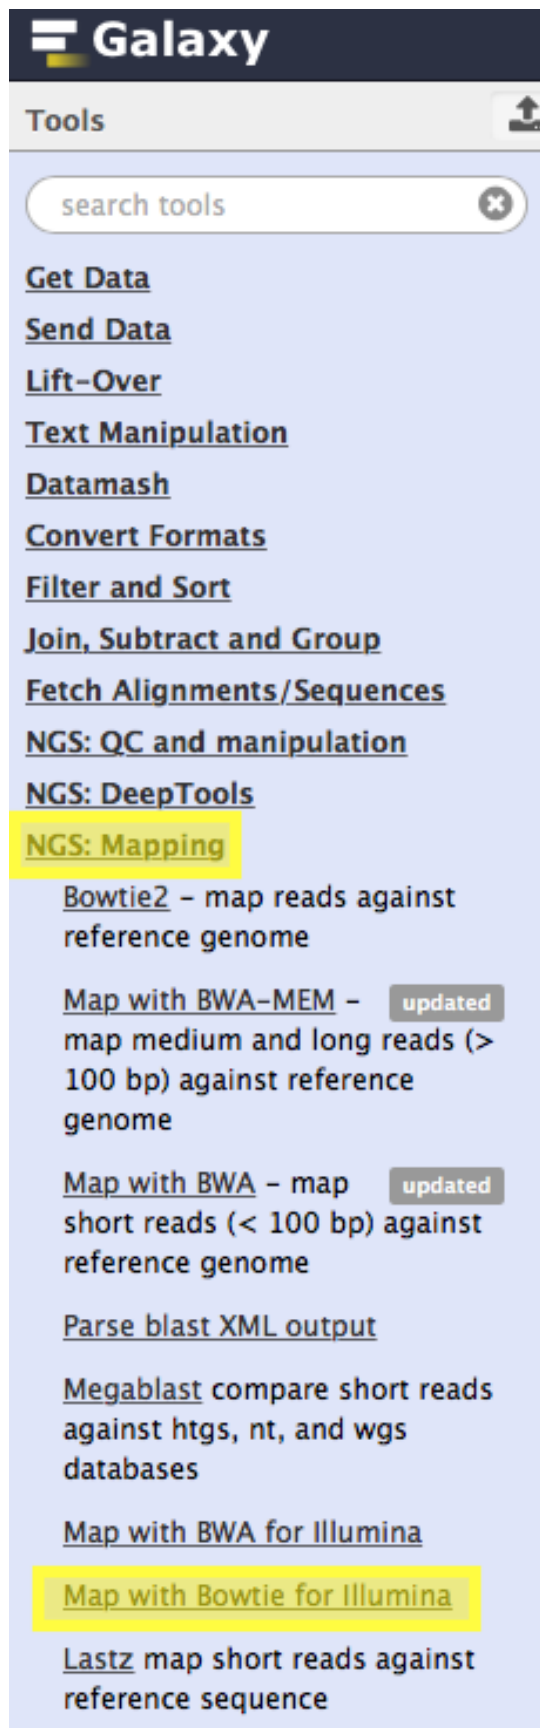 Galaxy
Tools
search tools
Get Data
Send Data
Lift-Over
Text Manipulation
Datamash
Convert Formats
Filter and Sort
Join, Subtract and Group
Fetch Alignments/Sequences
NGS: QC and manipulation
NGS: DeepTools
NGS: Mapping
Bowtie2 – map reads against
reference genome
Map with BWA-MEM – updated
map medium and long reads (>
100 bp) against reference
genome
Map with BWA – map updated
short reads (< 100 bp) against
reference genome
Parse blast XML output
Megablast compare short reads
against htgs, nt, and wgs
databases
Map with BWA for Illumina
Map with Bowtie for Illumina
Lastz map short reads against
reference sequence